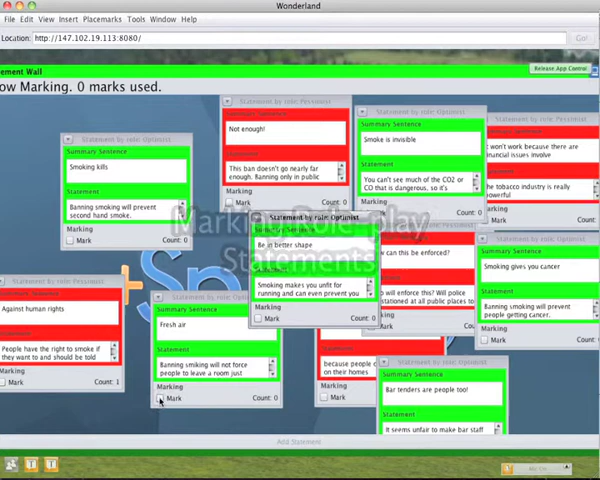 Wonderland
File Edit View Insert Placemarks Tools Window Help
Location: http://147.102.19.113:8080/ Go!
ement Wall
Release App Control
ow Marking. 0 marks used.
Statement by role: Pessimist
Summary Sentence
Not enough!
Statement
This ban doesn't go nearly far
enough. Banning only in public
Marking
Mark
Statement by role: Optimist
Summary Sentence
Smoke is invisible
Statement
You can't see much of the CO2 or
CO that is dangerous, so it's
t won't work because there are
inancial issues involve
he tobacco industry is really
owerful
Statement by role: Optimist
Summary Sentence
Smoking kills
Statement
Banning smoking will prevent
second hand smoke.
Marking
Mark Count: 0
Marking Role-play
Statements
Statement by role: Optimist
Summary Sentence
Be in better shape
Statement
Smoking makes you unfit for
running and can even prevent you
Marking
Mark Count: 0
ow can this be enforced?
o will enforce this? Will police
stationed at all public places to
Count: 0
Statement by role: Optimist
Summary Sentence
Smoking gives you cancer
Statement
Banning smoking will prevent
people getting cancer.
Marking
Mark Count: 0
Statement by role: Pessimist
Summary Sentence
Against human rights
Statement
People have the right to smoke if
they want to and should be told
Marking
Mark Count: 1
Statement by role: Opti
Fresh air
Statement
Banning smoking will not force
people to leave a room just
Marking
Mark Count: 0
because people c
on their homes
Marking
Mark
Statement by role: Optimist
Summary Sentence
Bar tenders are people too!
Statement
It seems unfair to make bar staff
Add Statement